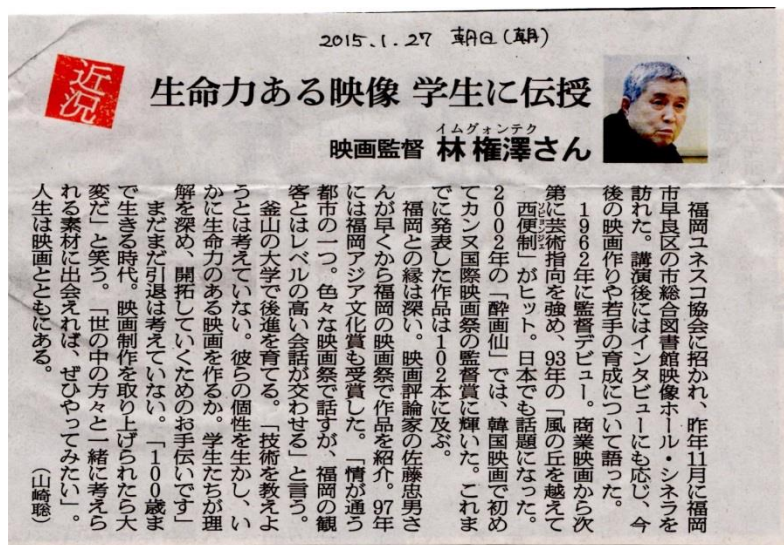 2015.1.27 朝日(朝)
近況
生命力ある映像 学生に伝授
映画監督 林権澤さん
イムグォンテク
福岡ユネスコ協会に招かれ、昨年11月に福岡
市早良区の市総合図書館映像ホール・シネラを
訪れた。講演後にはインタビューにも応じ、今
後の映画作りや若手の育成について語った。
1962年に監督デビュー。商業映画から次
第に芸術指向を強め、93年の「風の丘を越えて
西便制」がヒット。日本でも話題になった。
ソピョンジェ
2002年の「酔画仙」では、韓国映画で初め
てカンヌ国際映画祭の監督賞に輝いた。これま
でに発表した作品は102本に及ぶ。
福岡との縁は深い。映画評論家の佐藤忠男さ
んが早くから福岡の映画祭で作品を紹介。97年
には福岡アジア文化賞も受賞した。「情が通う
都市の一つ。色々な映画祭で話すが、福岡の観
客とはレベルの高い会話が交わせる」と言う。
釜山の大学で後進を育てる。「技術を教えよ
うとは考えていない。彼らの個性を生かし、い
かに生命力のある映画を作るか。学生たちが理
解を深め、開拓していくためのお手伝いです」
まだまだ引退は考えていない。「100歳ま
で生きる時代。映画制作を取り上げられたら大
変だ」と笑う。「世の中の方々と一緒に考えら
れる素材に出会えれば、ぜひやってみたい」。
人生は映画とともにある。
(山崎聡)